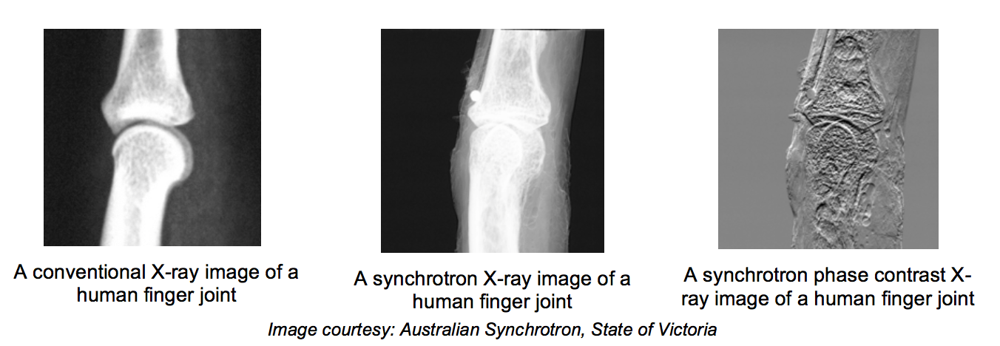 A conventional X-ray image of a
human finger joint
A synchrotron X-ray image of a
human finger joint
A synchrotron phase contrast X-
ray image of a human finger joint
Image courtesy: Australian Synchrotron, State of Victoria